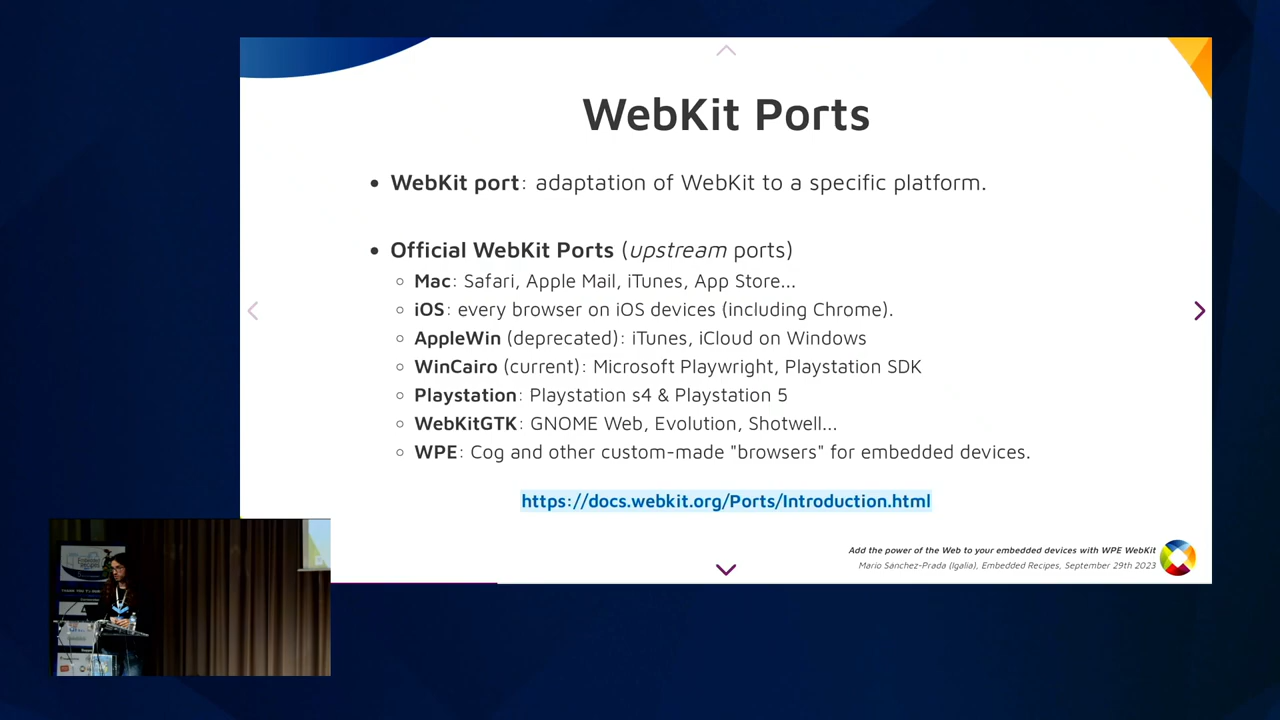 WebKit Ports
• WebKit port: adaptation of WebKit to a specific platform.
• Official WebKit Ports (upstream ports)
○ Mac: Safari, Apple Mail, iTunes, App Store...
○ iOS: every browser on iOS devices (including Chrome).
○ AppleWin (deprecated): iTunes, iCloud on Windows
○ WinCairo (current): Microsoft Playwright, Playstation SDK
○ Playstation: Playstation s4 & Playstation 5
○ WebKitGTK: GNOME Web, Evolution, Shotwell...
○ WPE: Cog and other custom-made "browsers" for embedded devices.
https://docs.webkit.org/Ports/Introduction.html
Add the power of the Web to your embedded devices with WPE WebKit
Mario Sánchez-Prada (Igalia), Embedded Recipes, September 29th 2023